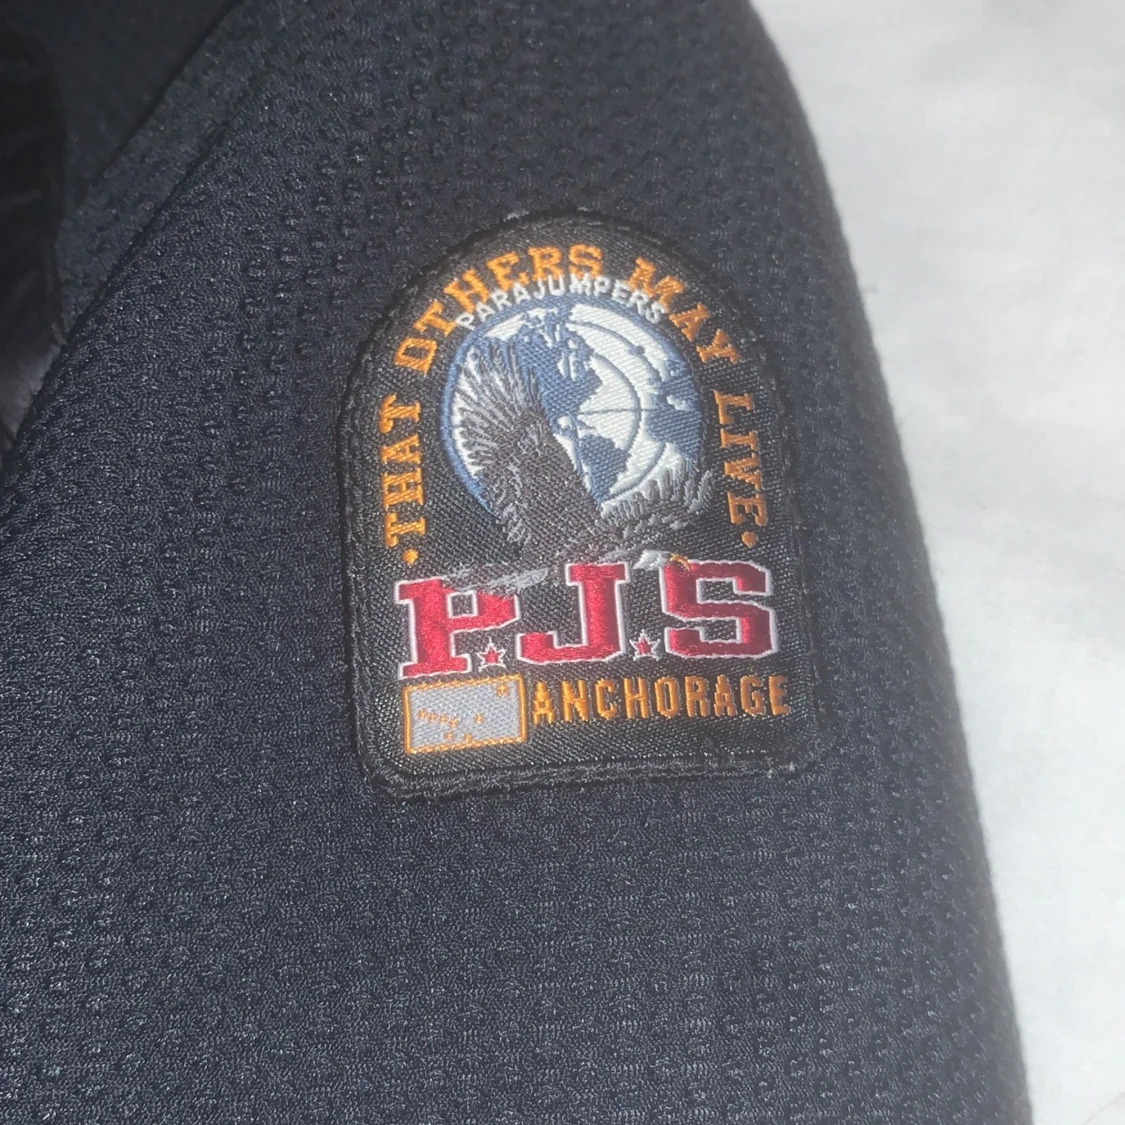 ·THAT OTHERS MAY LIVE·
PARAJUMPERS
P.J.S
ANCHORAGE